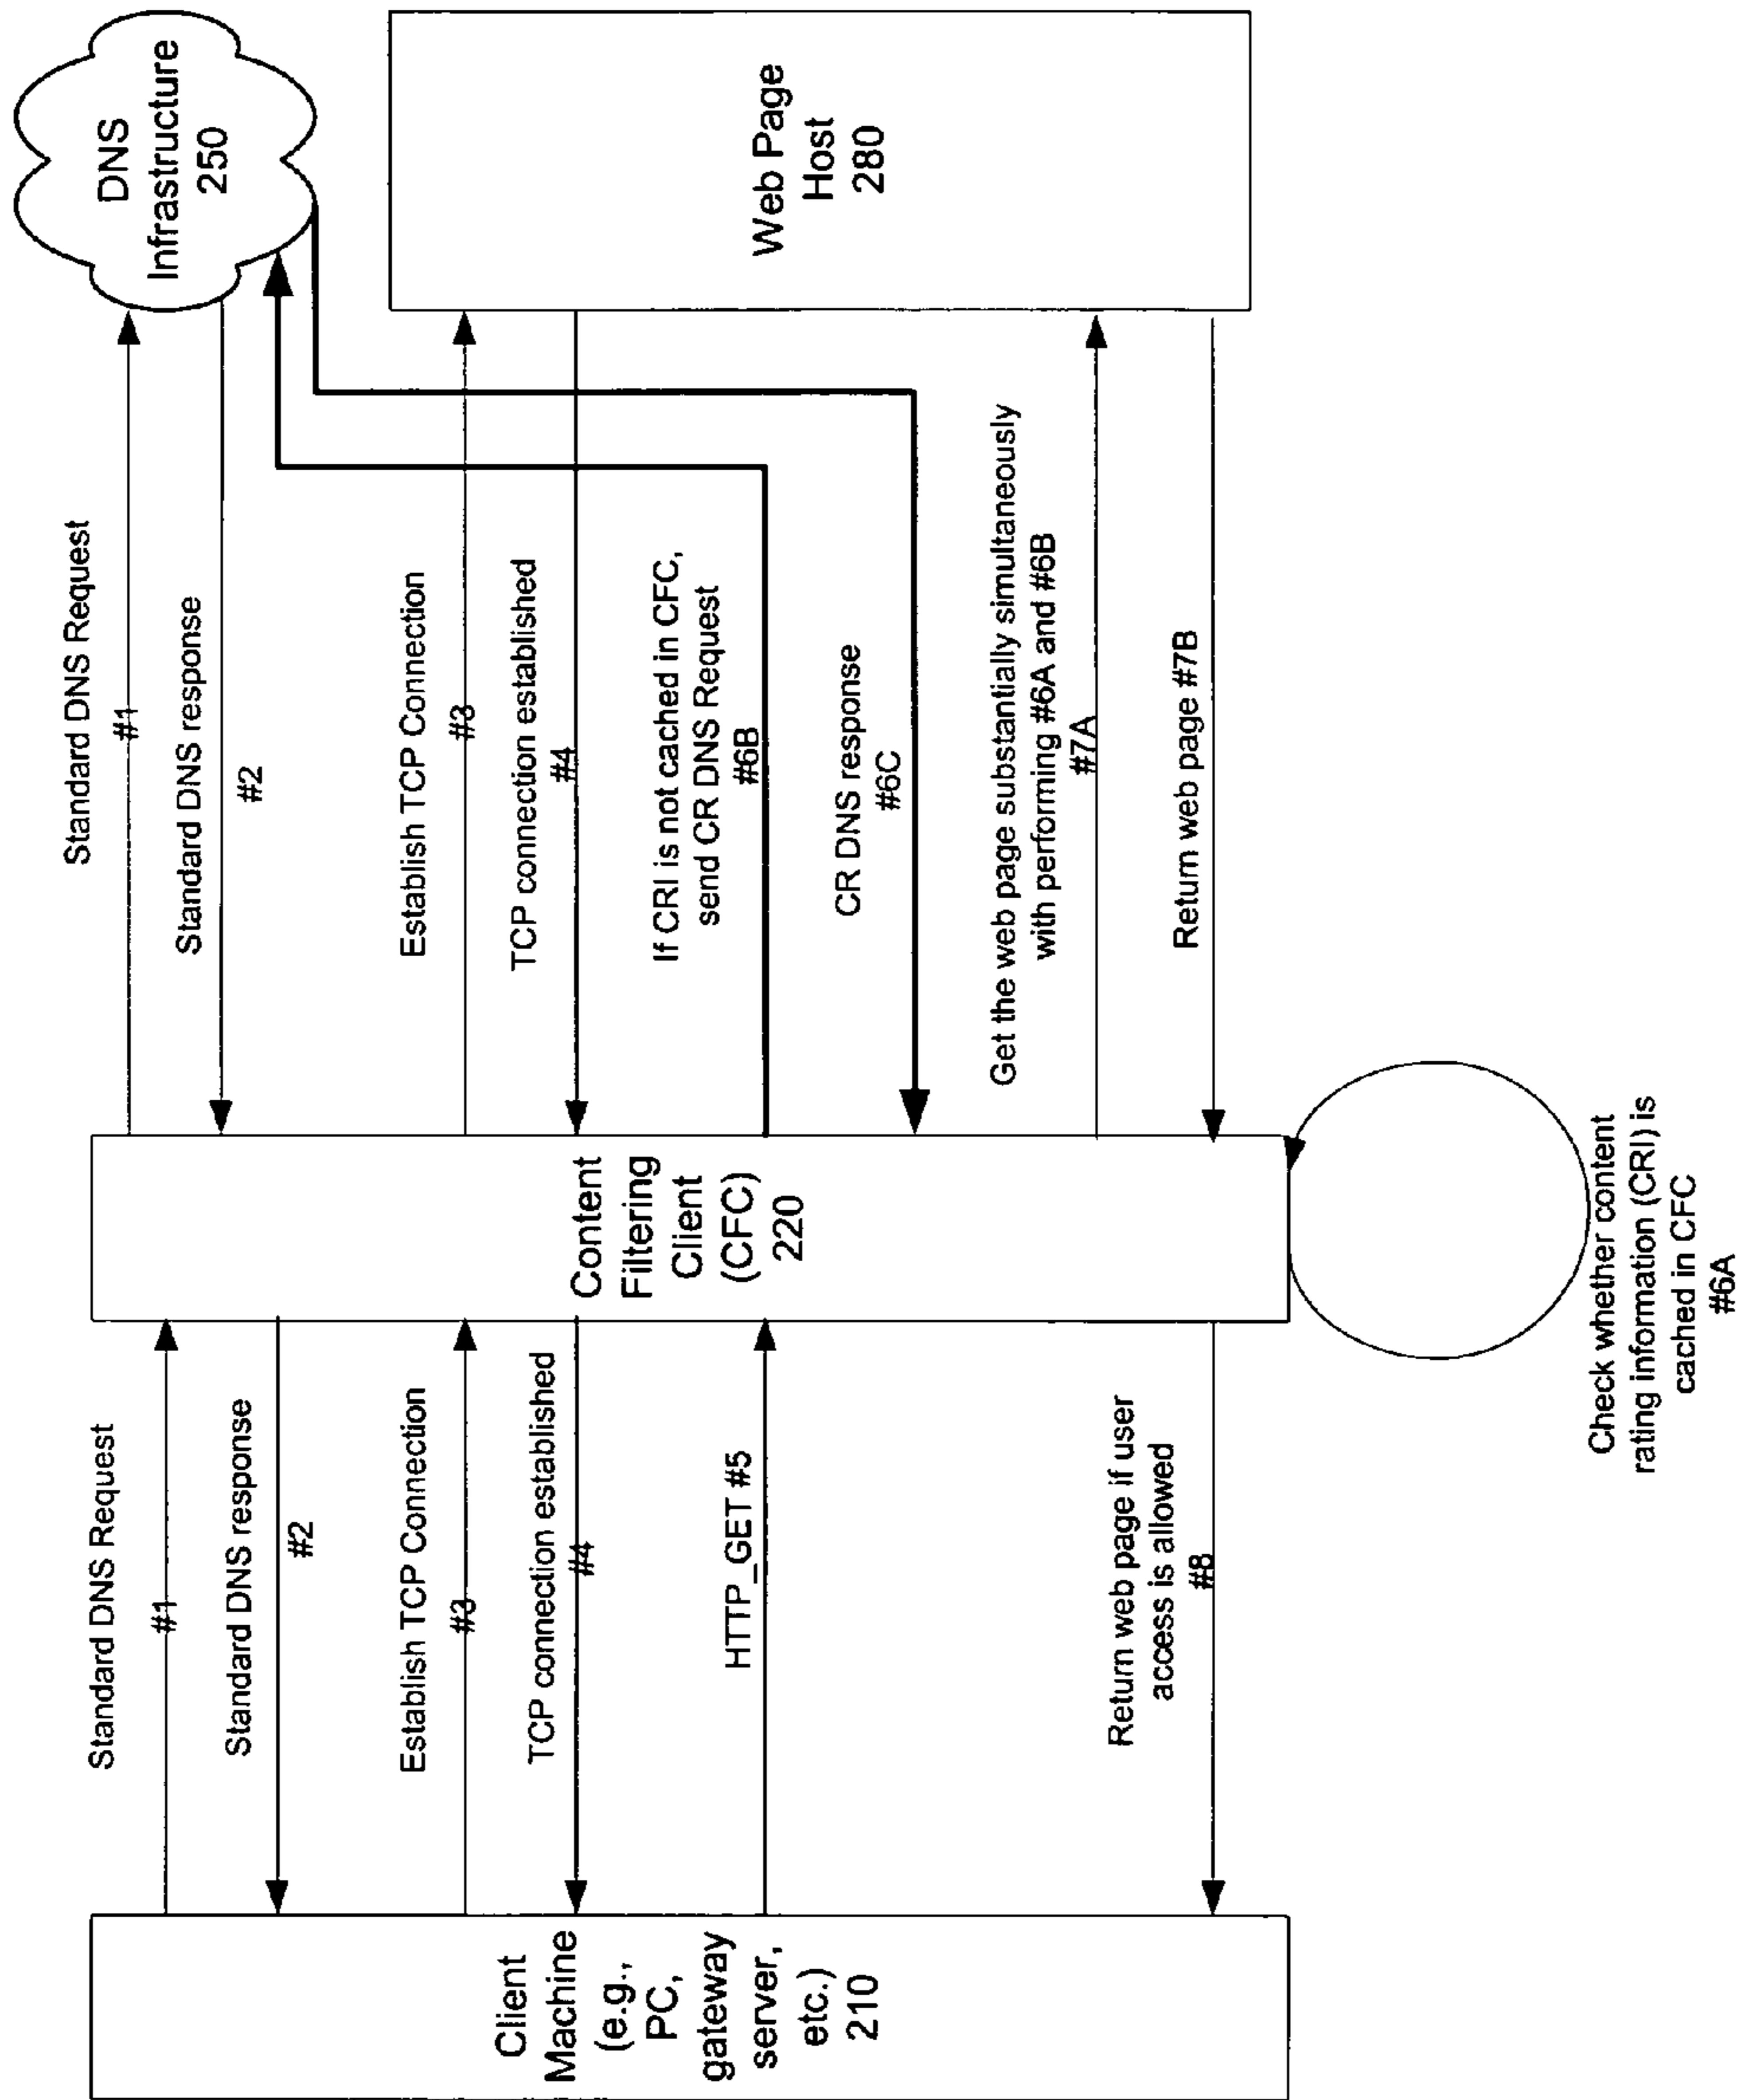 Client
Machine
(e.g.,
PC,
gateway
server,
etc.)
210
Standard DNS Request
#1
Standard DNS response
#2
Establish TCP Connection
#3
TCP connection established
#4
HTTP_GET #5
Return web page if user
access is allowed
#8
Content
Filtering
Client
(CFC)
220
Check whether content
rating information (CRI) is
cached in CFC
#6A
Standard DNS Request
#1
Standard DNS response
#2
Establish TCP Connection
#3
TCP connection established
#4
If CRI is not cached in CFC,
send CR DNS Request
#6B
CR DNS response
#6C
Get the web page substantially simultaneously
with performing #6A and #6B
#7A
Return web page #7B
DNS
Infrastructure
250
Web Page
Host
280